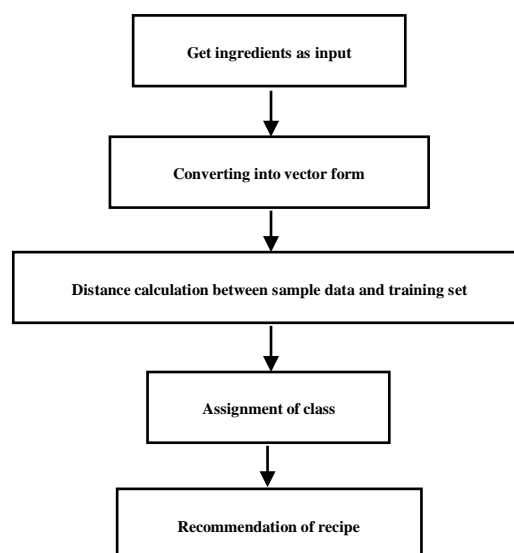 Get ingredients as input
Converting into vector form
Distance calculation between sample data and training set
Assignment of class
Recommendation of recipe